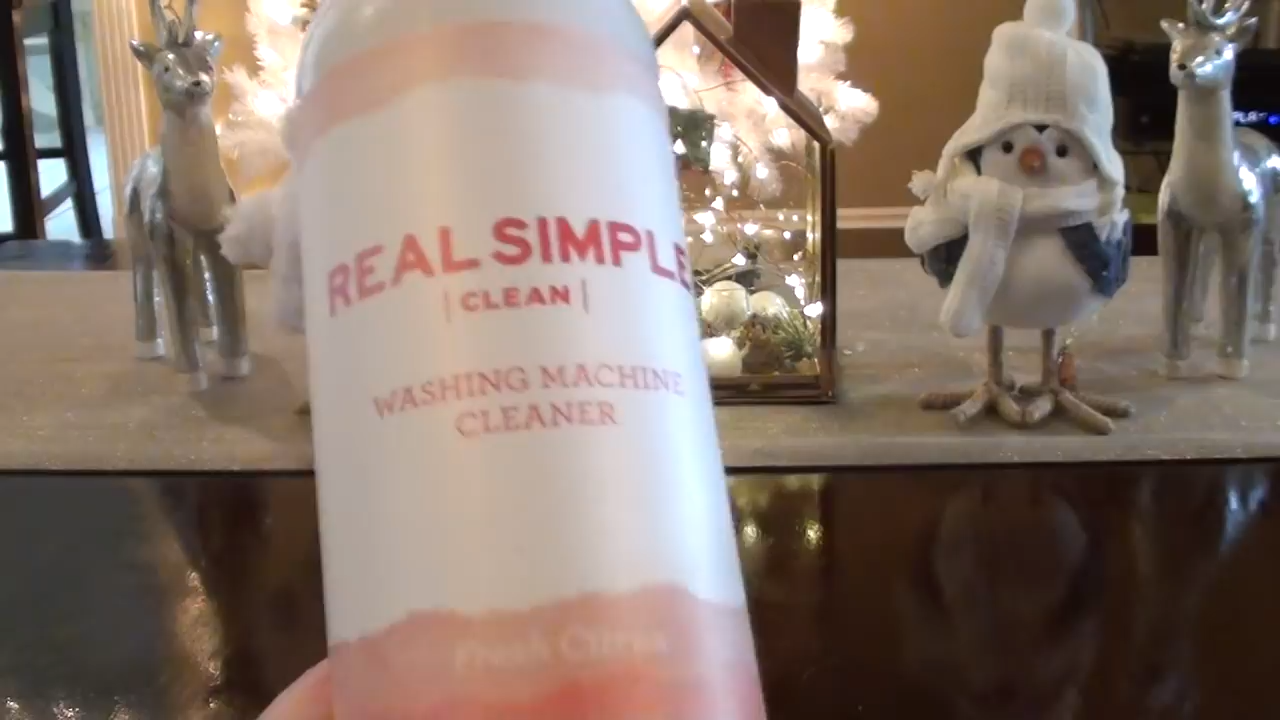 REAL SIMPLE
| CLEAN |
WASHING MACHINE
CLEANER
Fresh Citrus